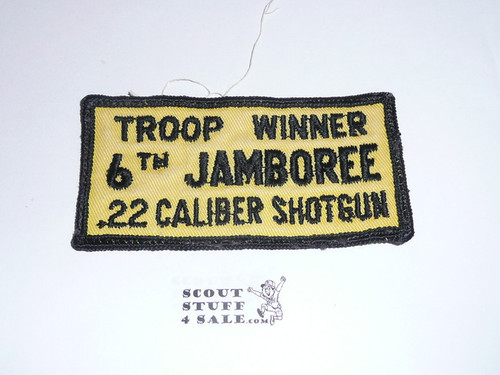 TROOP WINNER
6TH JAMBOREE
.22 CALIBER SHOTGUN
SCOUT
STUFF
4 SALE.com